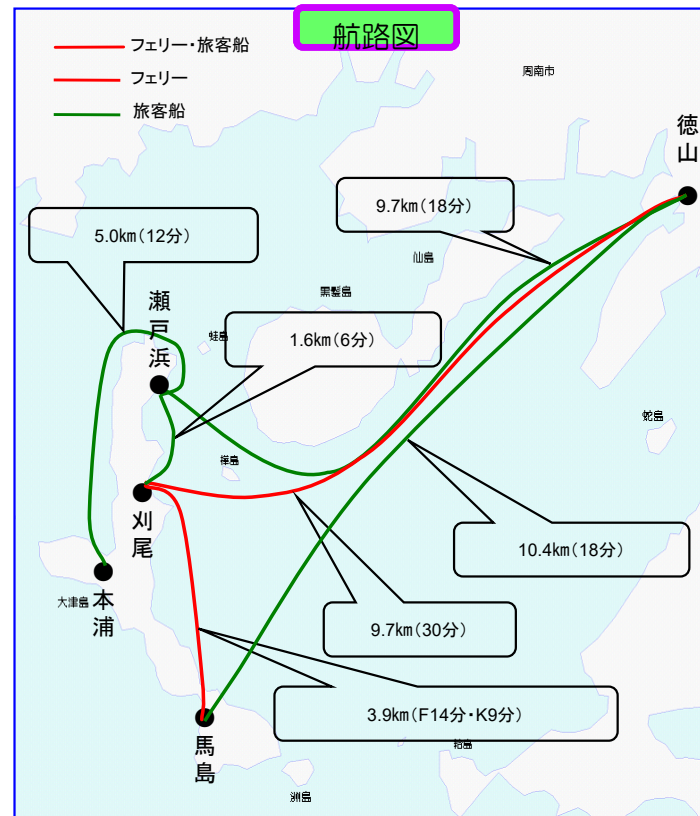 航路図
フェリー・旅客船
フェリー
旅客船
周南市
徳山
9.7km(18分)
5.0km(12分)
仙島
黒髪島
瀬戸浜
蛙島
1.6km(6分)
蛇島
樺島
刈尾
10.4km(18分)
大津島
本浦
9.7km(30分)
3.9km(F14分・K9分)
馬島
洲島